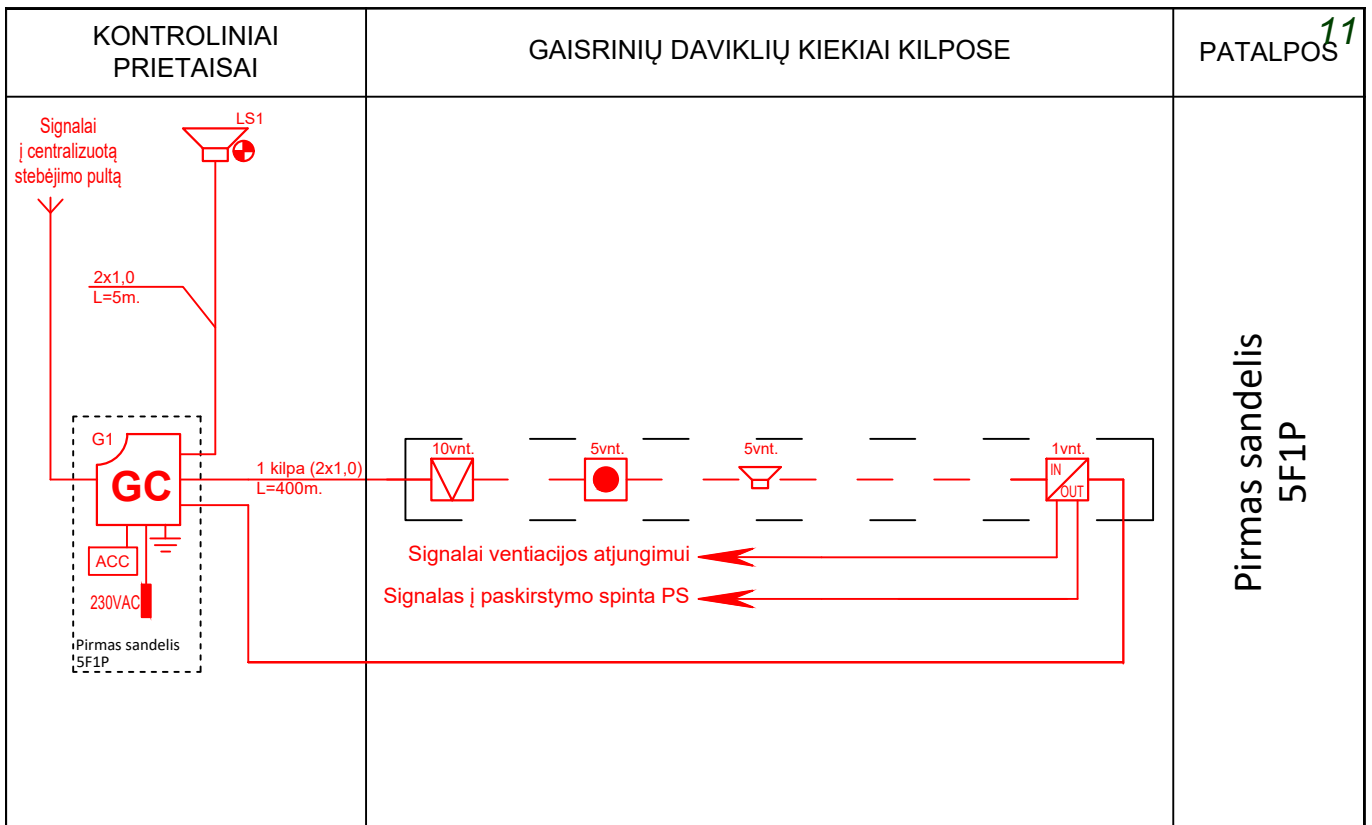 KONTROLINIAI
PRIETAISAI
GAISRINIŲ DAVIKLIŲ KIEKIAI KILPOSE
PATALPOS
11
Signalai
į centralizuotą
stebėjimo pultą
LS1
2x1,0
L=5m.
G1
GC
1 kilpa (2x1,0)
L=400m.
ACC
230VAC
Pirmas sandelis
5F1P
10vnt.
5vnt.
5vnt.
1vnt.
IN
OUT
Signalai ventiacijos atjungimui
Signalas į paskirstymo spinta PS
Pirmas sandelis
5F1P